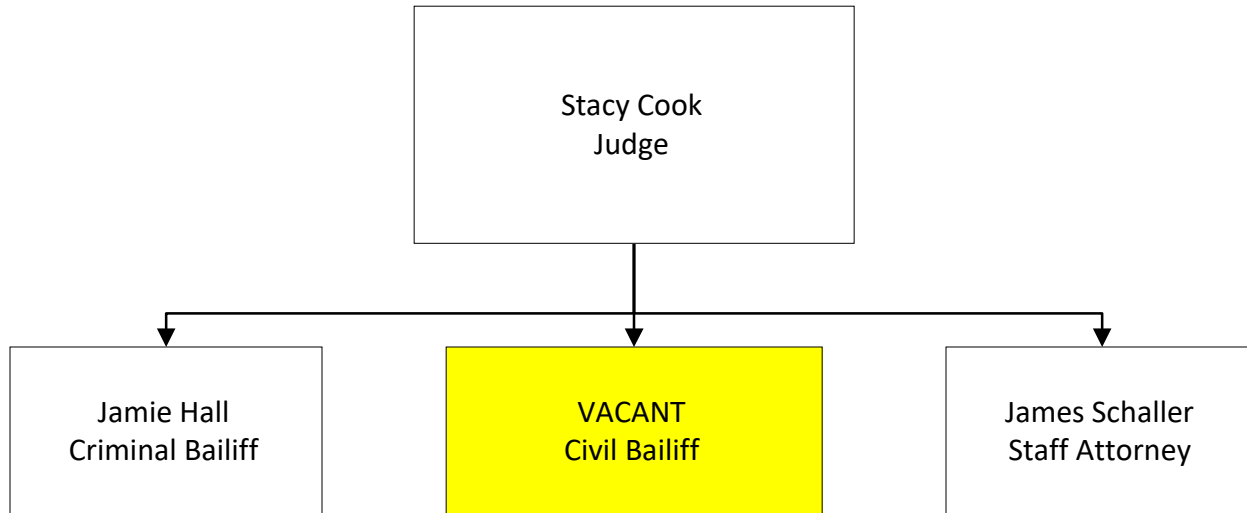 Stacy Cook
Judge
Jamie Hall
Criminal Bailiff
VACANT
Civil Bailiff
James Schaller
Staff Attorney